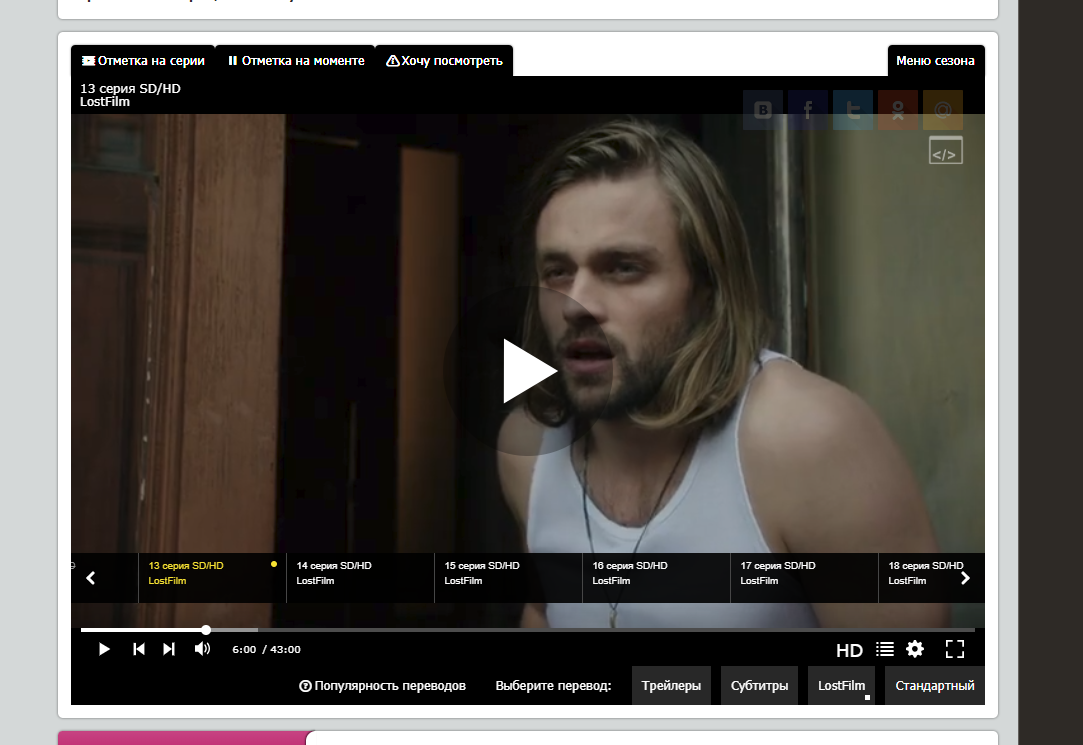 Отметка на серии
Отметка на моменте
Хочу посмотреть
Меню сезона
13 серия SD/HD
LostFilm
</>
13 серия SD/HD
LostFilm
14 серия SD/HD
LostFilm
15 серия SD/HD
LostFilm
16 серия SD/HD
LostFilm
17 серия SD/HD
LostFilm
18 серия SD/HD
LostFilm
6:00 / 43:00
HD
Популярность переводов
Выберите перевод:
Трейлеры
Субтитры
LostFilm
Стандартный